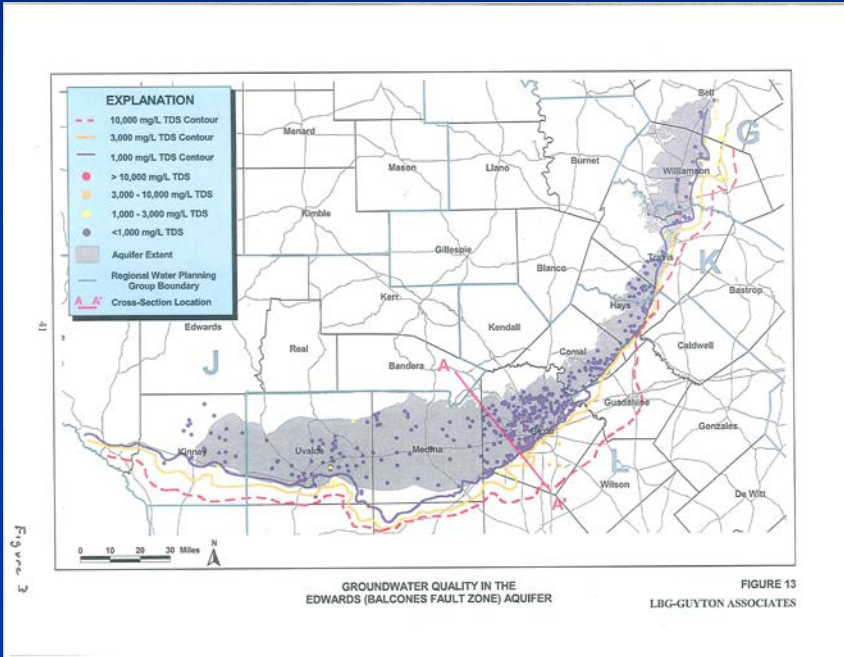 EXPLANATION
10,000 mg/L TDS Contour
3,000 mg/L TDS Contour
1,000 mg/L TDS Contour
> 10,000 mg/L TDS
3,000 - 10,000 mg/L TDS
1,000 - 3,000 mg/L TDS
<1,000 mg/L TDS
Aquifer Extent
Regional Water Planning
Group Boundary
A A' Cross-Section Location
Bell
G
Menard
Mason
Llano
Burnet
Williamson
Kimble
Gillespie
Blanco
Travis
K
Kerr
Hays
Bastrop
Edwards
Real
Kendall
J
Bandera
Comal
Caldwell
A
Guadalupe
Gonzales
Kinney
Uvalde
Medina
Bexar
L
Wilson
De Witt
A'
0 10 20 30 Miles
N
41
Figure 3
GROUNDWATER QUALITY IN THE
EDWARDS (BALCONES FAULT ZONE) AQUIFER
FIGURE 13
LBG-GUYTON ASSOCIATES